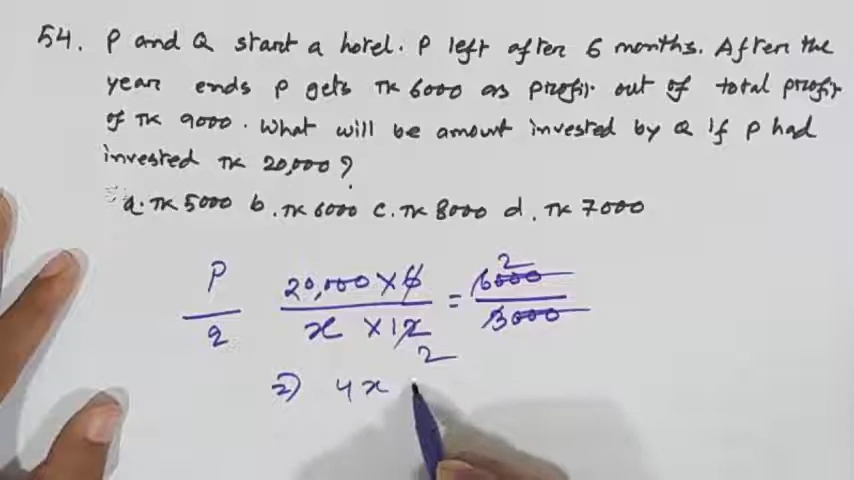 54. P and Q start a hotel. P left after 6 months. After the
year ends P gets TK 6000 as profit out of total profit
of TK 9000. What will be amount invested by Q if P had
invested TK 20,000?
a. TK 5000 b. TK 6000 c. TK 8000 d. TK 7000
P 20,000 × 6 = 2 6000
q x × 12 3000
2
⇒ 4x